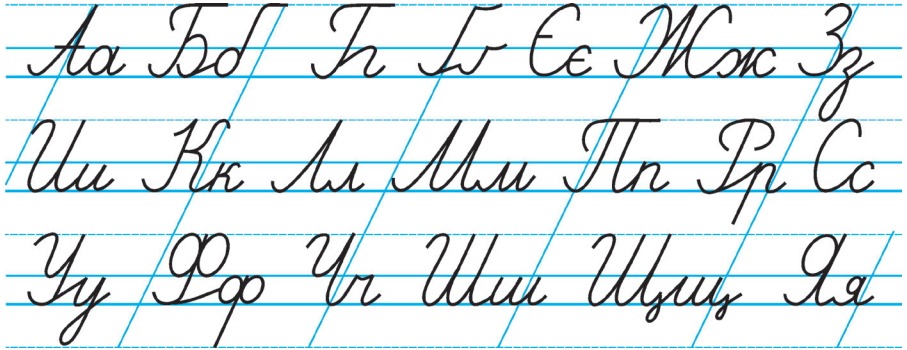 Аа Бб Гг Ґґ Єє Жж Зз
Ии Кк Лл Мм Пп Рр Сс
Уу Фф Чч Шш Щщ Яя